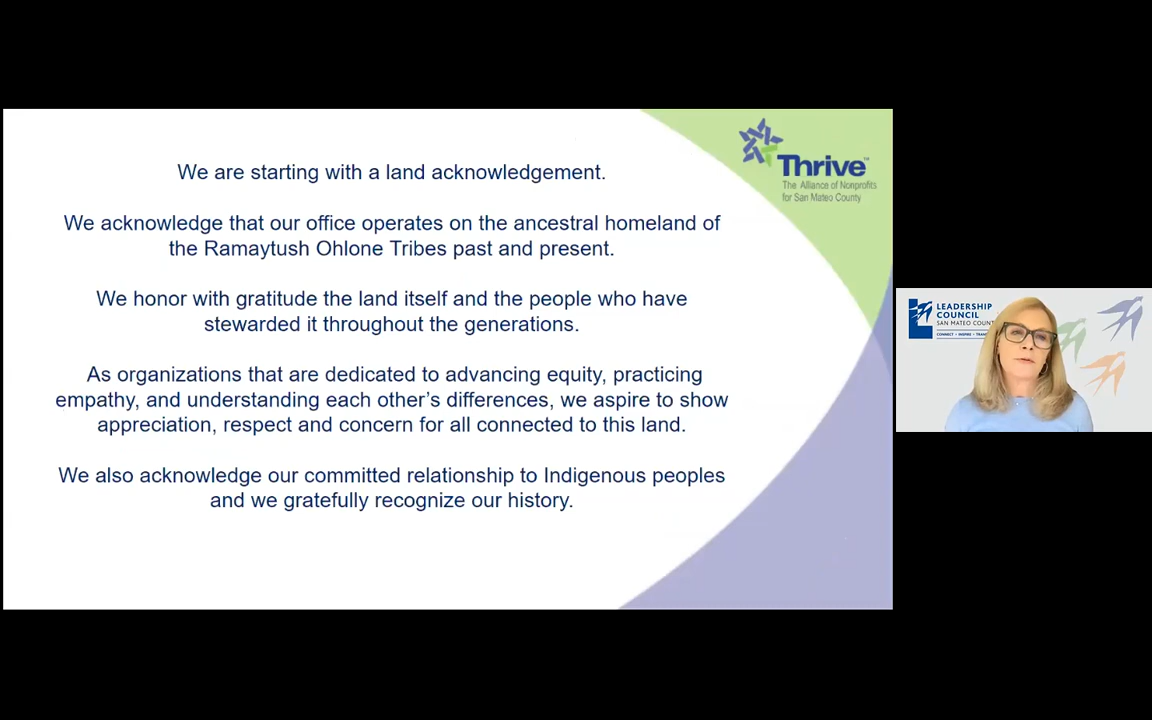 We are starting with a land acknowledgement.
We acknowledge that our office operates on the ancestral homeland of
the Ramaytush Ohlone Tribes past and present.
We honor with gratitude the land itself and the people who have
stewarded it throughout the generations.
As organizations that are dedicated to advancing equity, practicing
empathy, and understanding each other's differences, we aspire to show
appreciation, respect and concern for all connected to this land.
We also acknowledge our committed relationship to Indigenous peoples
and we gratefully recognize our history.
Thrive™
The Alliance of Nonprofits
for San Mateo County
LEADERSHIP
COUNCIL
SAN MATEO COUNT
CONNECT • INSPIRE •